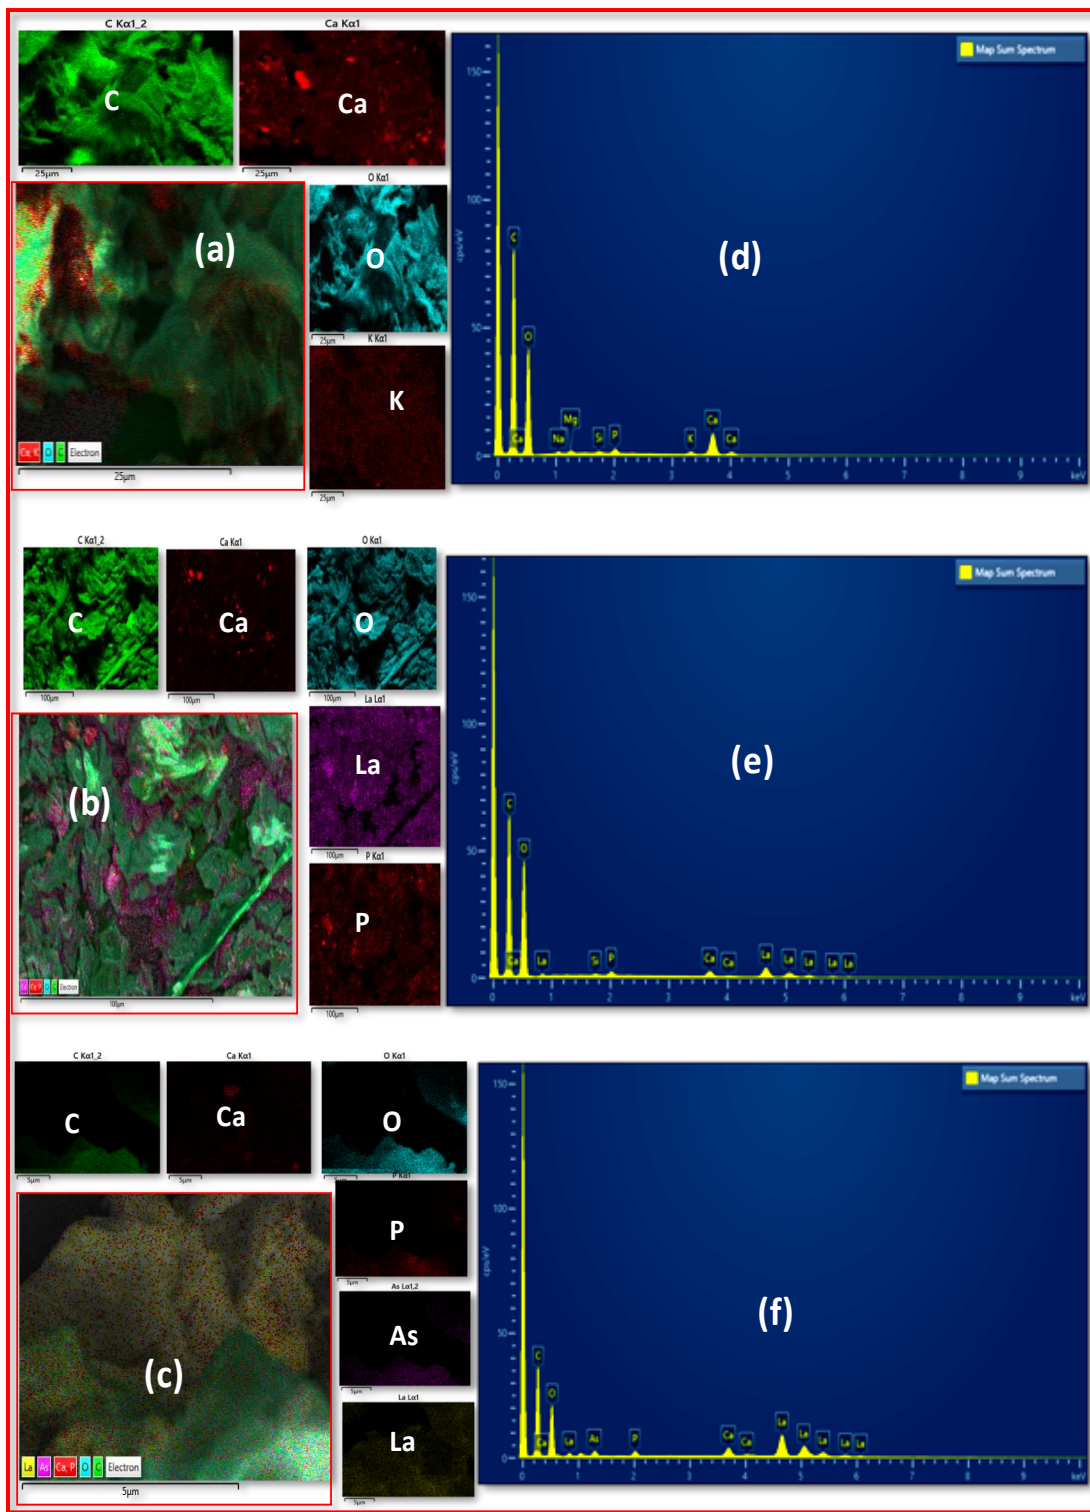 C Kα1_2
Ca Kα1
C
Ca
25μm
25μm
O Kα1
O
25μm
K Kα1
K
25μm
(a)
Ca, K O C Electron
25μm
Map Sum Spectrum
(d)
cps/eV
150
100
50
0
C
O
Ca
Na
Mg
Si
P
K
Ca
Ca
0 1 2 3 4 5 6 7 8 9 keV
C Kα1_2
Ca Kα1
O Kα1
C
Ca
O
100μm
100μm
100μm
La Lα1
La
100μm
P Kα1
P
100μm
(b)
La Ca, P O C Electron
100μm
Map Sum Spectrum
(e)
cps/eV
150
100
50
0
C
O
Ca
La
Si
P
Ca
Ca
La
La
La
La
La
0 1 2 3 4 5 6 7 8 9 keV
C Kα1_2
Ca Kα1
O Kα1
C
Ca
O
5μm
5μm
5μm
P Kα1
P
5μm
As Lα1,2
As
5μm
La Lα1
La
5μm
(c)
La As Ca, P O C Electron
5μm
Map Sum Spectrum
(f)
cps/eV
150
100
50
0
C
O
Ca
La
As
P
Ca
Ca
La
La
La
La
La
0 1 2 3 4 5 6 7 8 9 keV